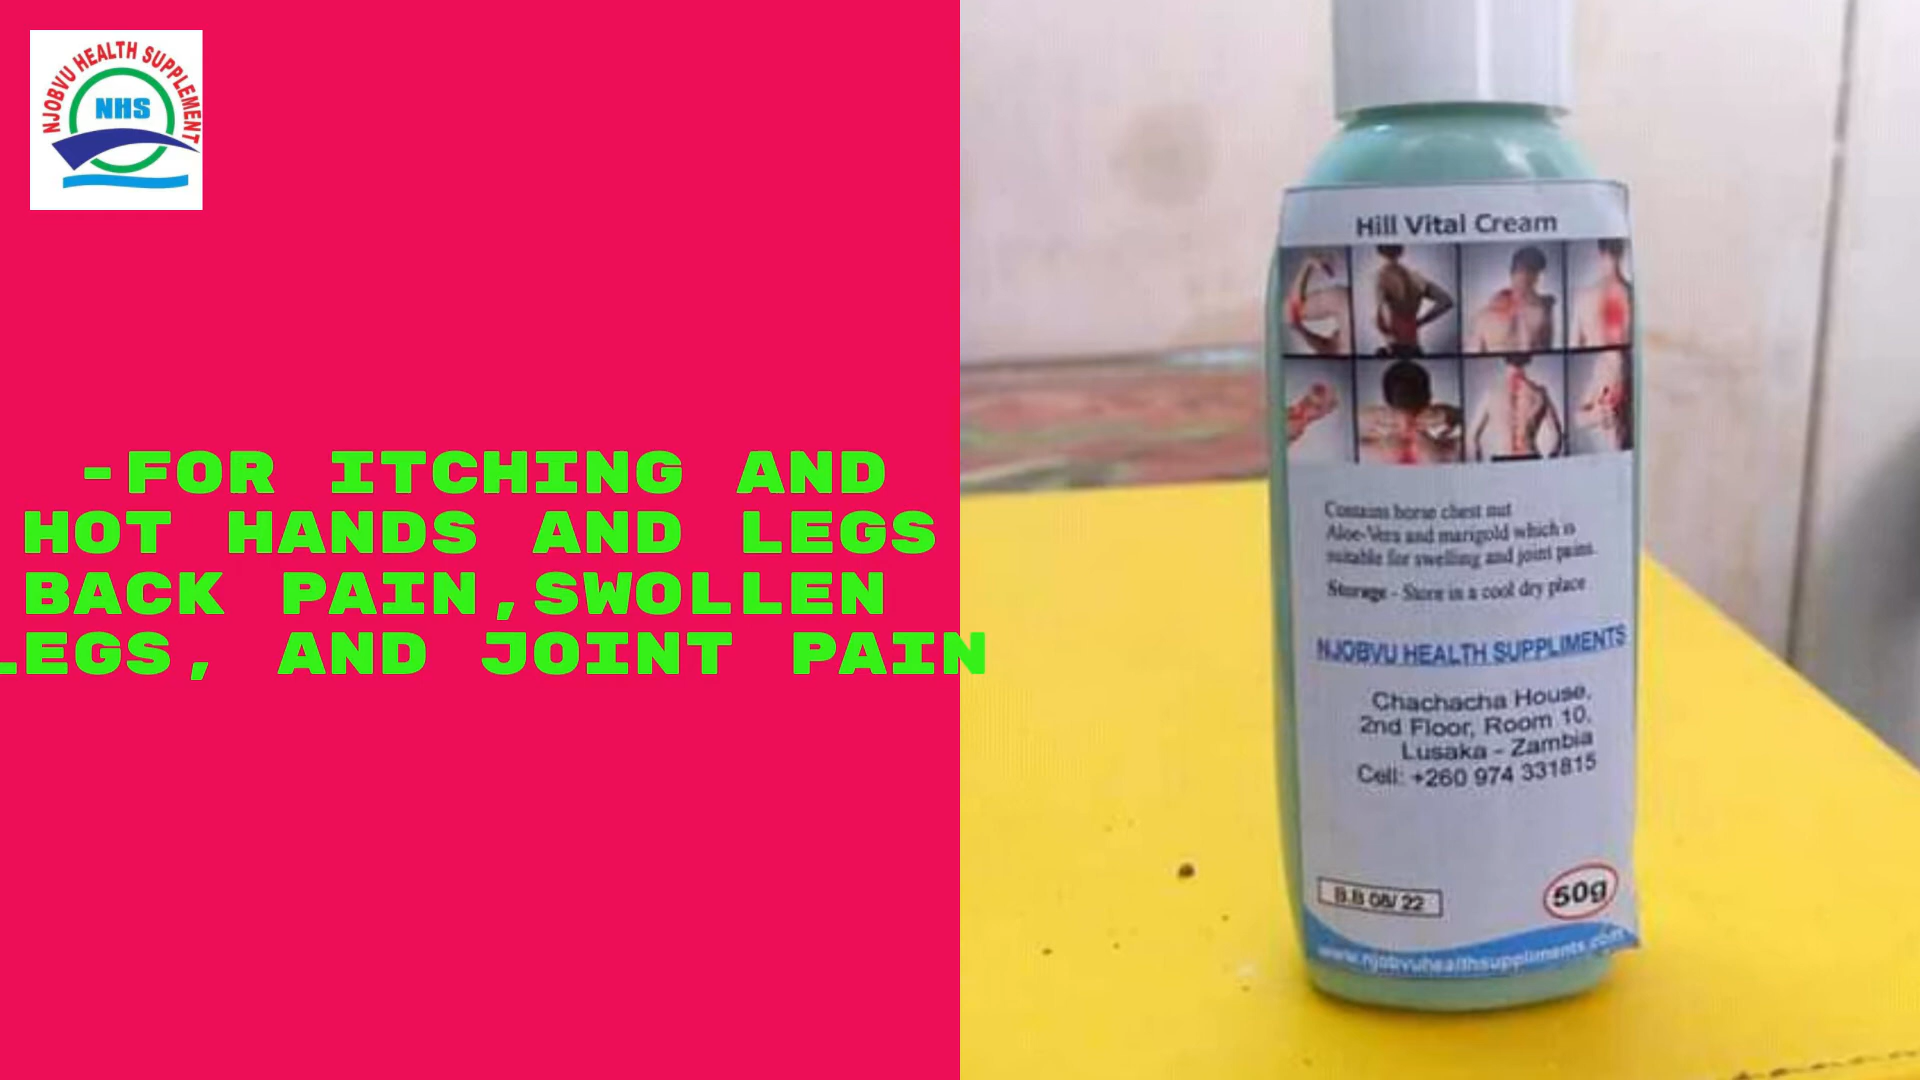 NJOBVU HEALTH SUPPLEMENT
NHS
-FOR ITCHING AND
HOT HANDS AND LEGS
BACK PAIN,SWOLLEN
LEGS, AND JOINT PAIN
Hill Vital Cream
Contains horse chest nut
Aloe-Vera and marigold which is
suitable for swelling and joint pains.
Storage - Store in a cool dry place
NJOBVU HEALTH SUPPLIMENTS
Chachacha House,
2nd Floor, Room 10,
Lusaka - Zambia
Cell: +260 974 331815
B.B 08/ 22
50g
www.njobvuhealthsuppliments.com